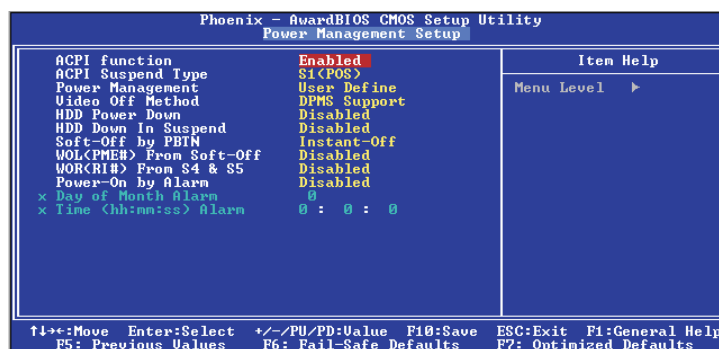 Phoenix - AwardBIOS CMOS Setup Utility
Power Management Setup
ACPI function Enabled Item Help
ACPI Suspend Type S1(POS)
Power Management User Define Menu Level ▶
Video Off Method DPMS Support
HDD Power Down Disabled
HDD Down In Suspend Disabled
Soft-Off by PBTN Instant-Off
WOL(PME#) From Soft-Off Disabled
WOR(RI#) From S4 & S5 Disabled
Power-On by Alarm Disabled
x Day of Month Alarm 0
x Time (hh:mm:ss) Alarm 0 : 0 : 0
↑↓→←:Move Enter:Select +/-/PU/PD:Value F10:Save ESC:Exit F1:General Help
F5: Previous Values F6: Fail-Safe Defaults F7: Optimized Defaults